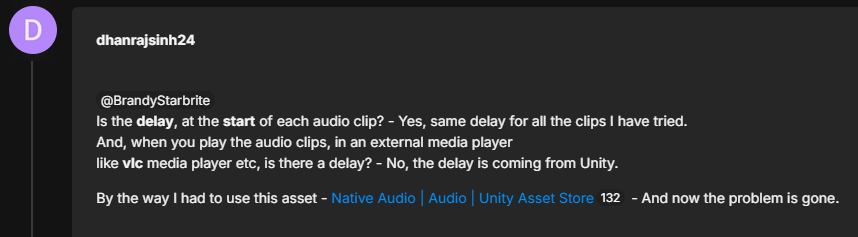 D
dhanrajsinh24
@BrandyStarbrite
Is the delay, at the start of each audio clip? - Yes, same delay for all the clips I have tried.
And, when you play the audio clips, in an external media player
like vlc media player etc, is there a delay? - No, the delay is coming from Unity.
By the way I had to use this asset - Native Audio | Audio | Unity Asset Store 132 - And now the problem is gone.